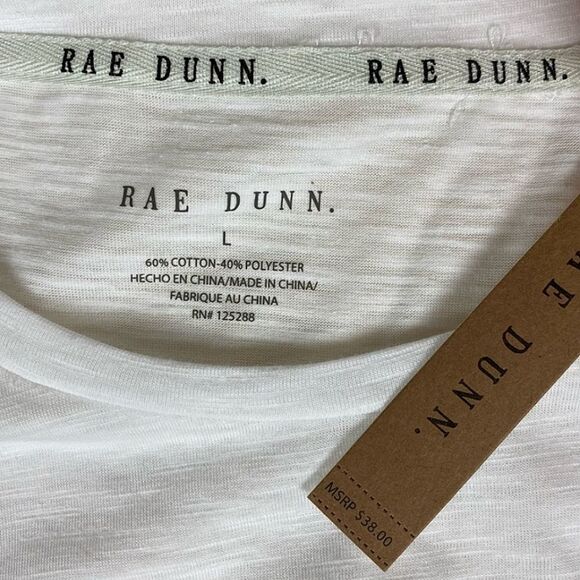 RAE DUNN. RAE DUNN.
RAE DUNN.
L
60% COTTON-40% POLYESTER
HECHO EN CHINA/MADE IN CHINA/
FABRIQUE AU CHINA
RN# 125288
AE DUNN.
MSRP $38.00